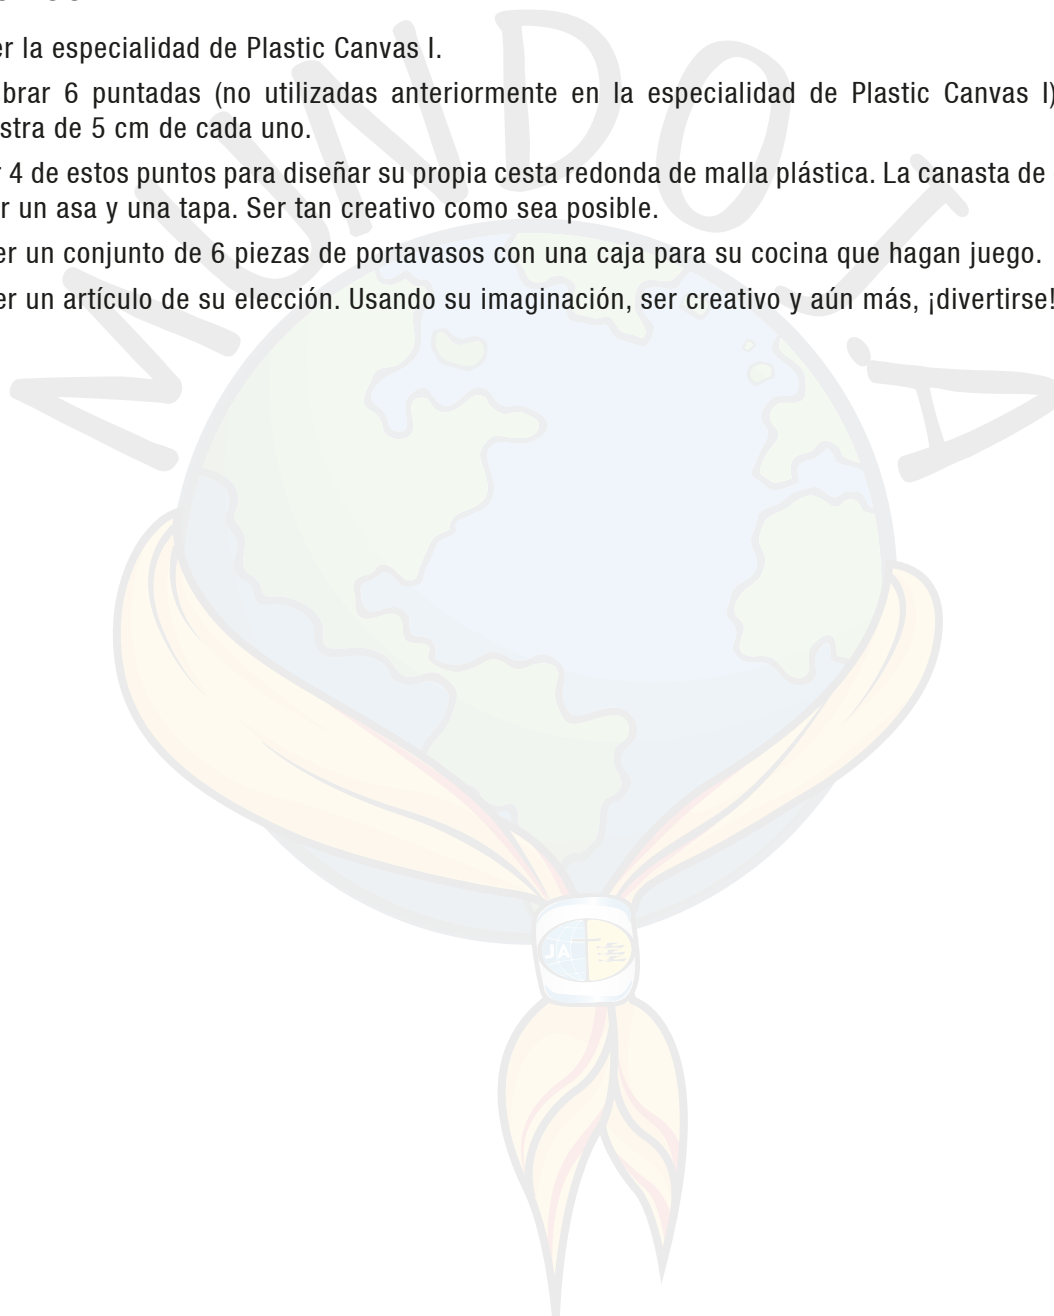 er la especialidad de Plastic Canvas I.
brar 6 puntadas (no utilizadas anteriormente en la especialidad de Plastic Canvas I)
stra de 5 cm de cada uno.
r 4 de estos puntos para diseñar su propia cesta redonda de malla plástica. La canasta de
r un asa y una tapa. Ser tan creativo como sea posible.
er un conjunto de 6 piezas de portavasos con una caja para su cocina que hagan juego.
er un artículo de su elección. Usando su imaginación, ser creativo y aún más, ¡divertirse!
MUNDO JA
JA